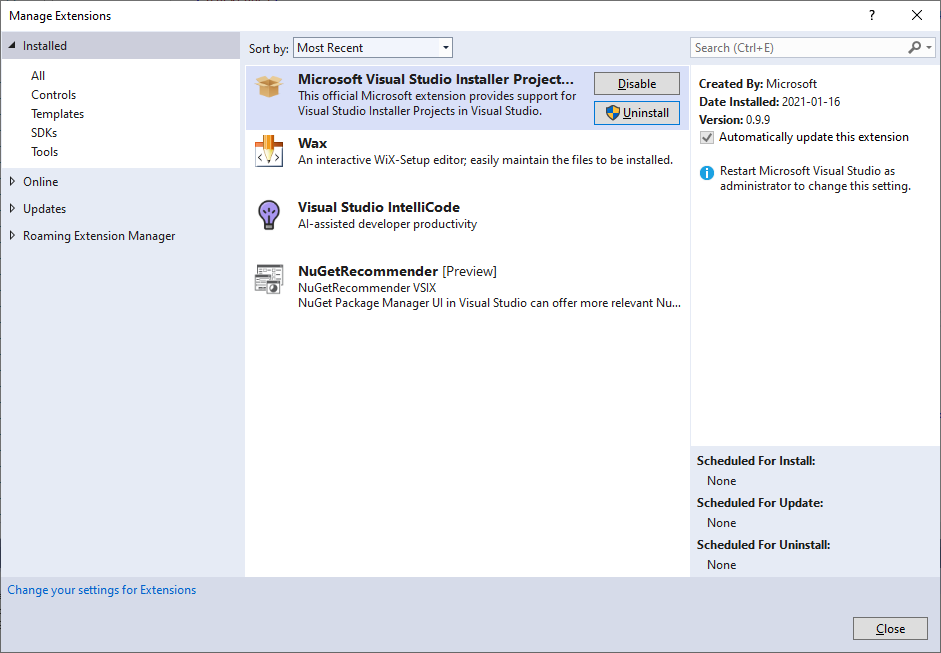 Manage Extensions
?
Installed
All
Controls
Templates
SDKs
Tools
Online
Updates
Roaming Extension Manager
Change your settings for Extensions
Sort by: Most Recent
Microsoft Visual Studio Installer Project...
This official Microsoft extension provides support for
Visual Studio Installer Projects in Visual Studio.
Disable
Uninstall
Wax
An interactive WiX-Setup editor; easily maintain the files to be installed.
Visual Studio IntelliCode
AI-assisted developer productivity
NuGetRecommender [Preview]
NuGetRecommender VSIX
NuGet Package Manager UI in Visual Studio can offer more relevant Nu...
Search (Ctrl+E)
Created By: Microsoft
Date Installed: 2021-01-16
Version: 0.9.9
Automatically update this extension
Restart Microsoft Visual Studio as
administrator to change this setting.
Scheduled For Install:
None
Scheduled For Update:
None
Scheduled For Uninstall:
None
Close